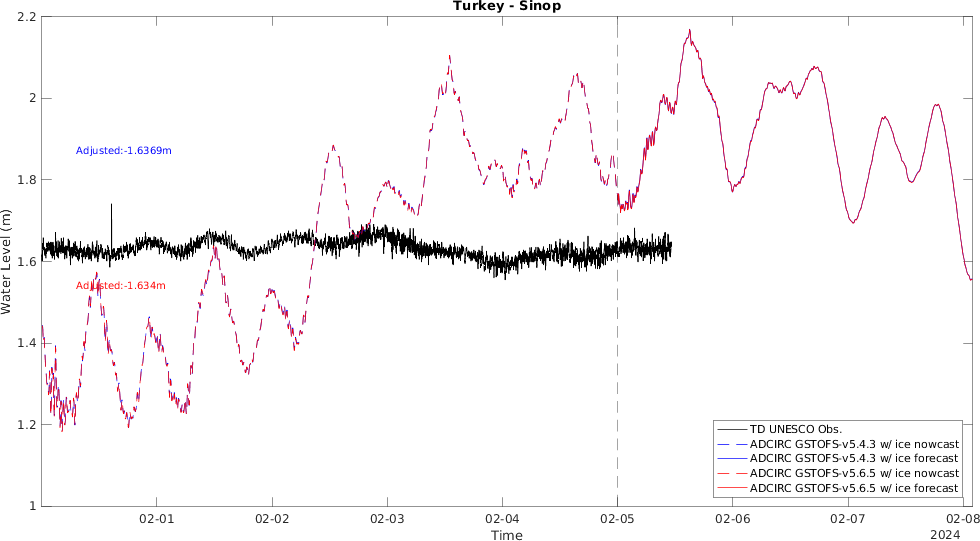 Turkey - Sinop
2.2
2
1.8
1.6
1.4
1.2
1
Water Level (m)
Adjusted:-1.6369m
Adjusted:-1.634m
TD UNESCO Obs.
ADCIRC GSTOFS-v5.4.3 w/ ice nowcast
ADCIRC GSTOFS-v5.4.3 w/ ice forecast
ADCIRC GSTOFS-v5.6.5 w/ ice nowcast
ADCIRC GSTOFS-v5.6.5 w/ ice forecast
02-01 02-02 02-03 02-04 02-05 02-06 02-07 02-08
Time
2024